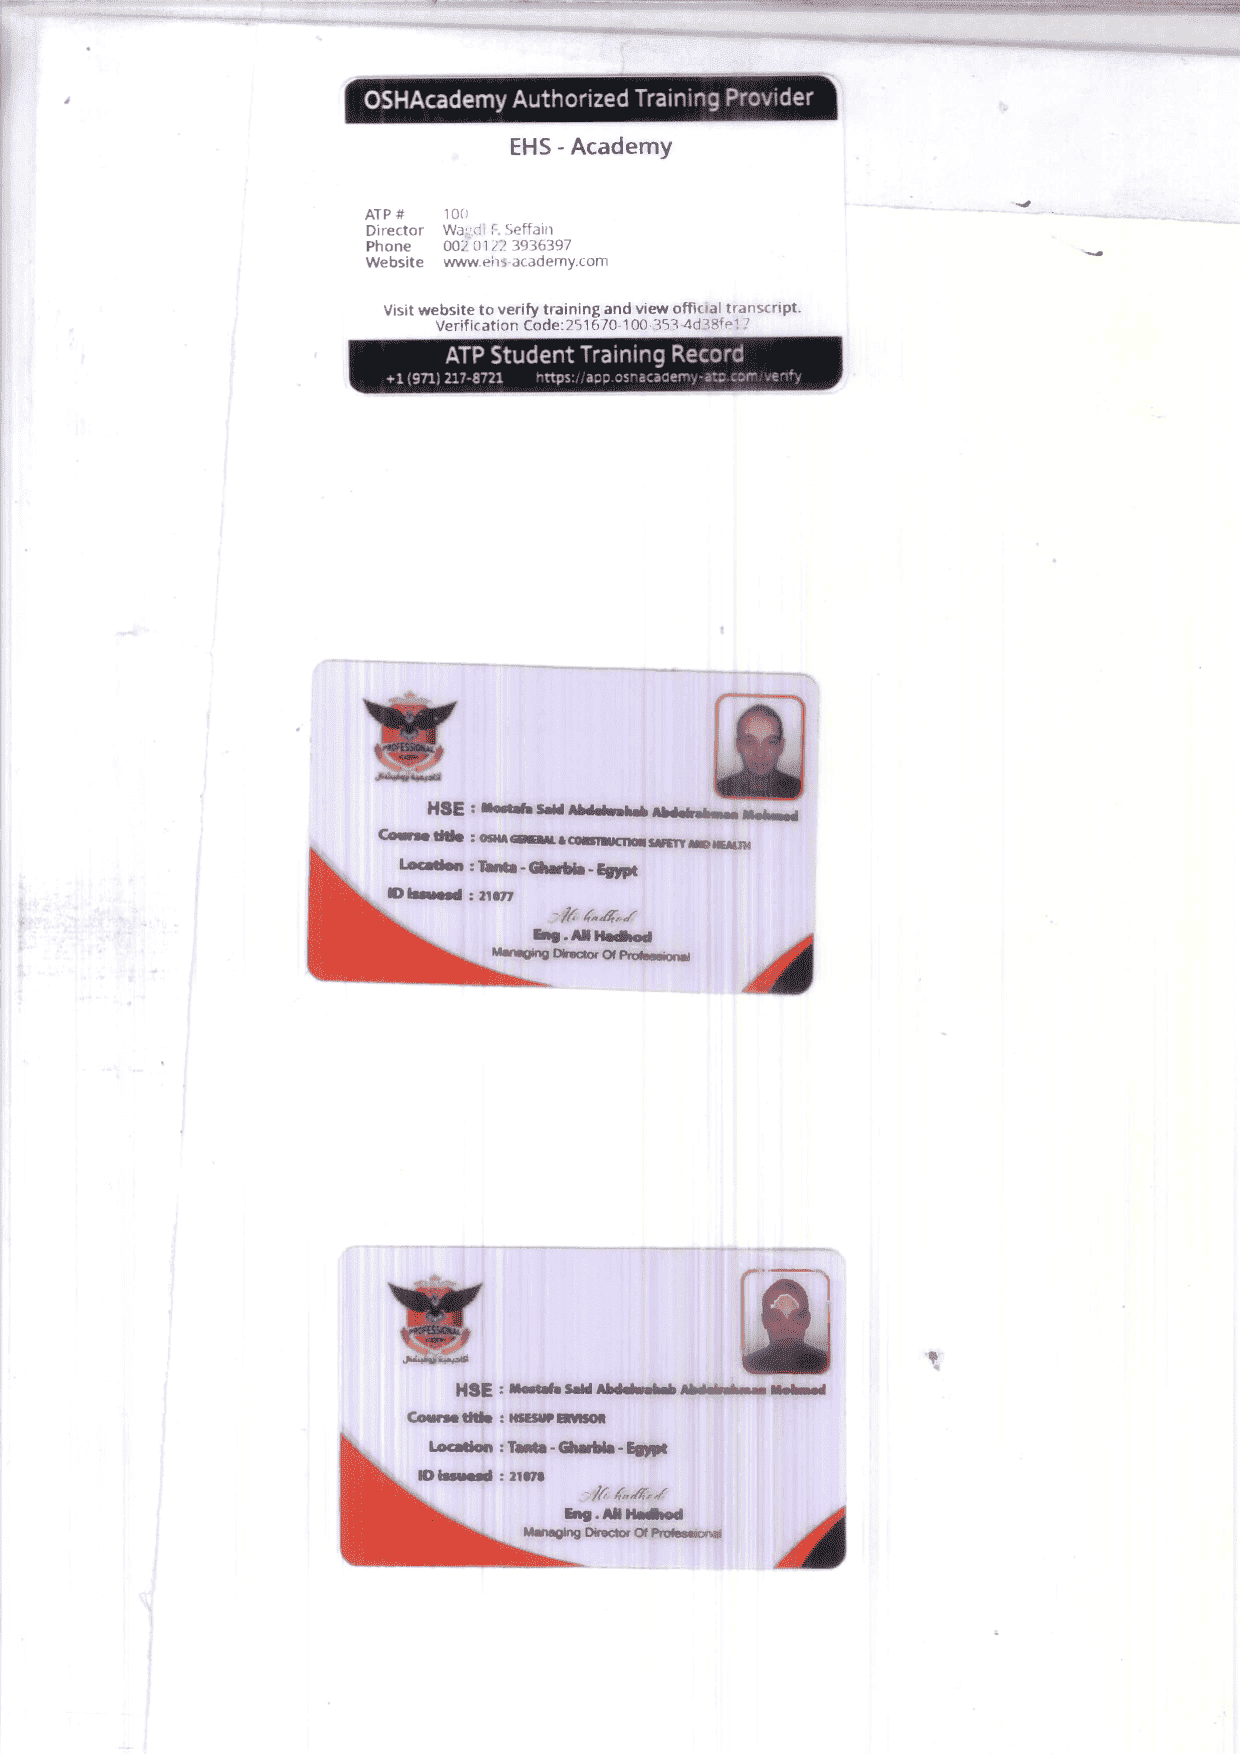 OSHAcademy Authorized Training Provider
EHS - Academy
ATP # 100
Director Wagdi F. Seffain
Phone 002 0122 3936397
Website www.ehs-academy.com
Visit website to verify training and view official transcript.
Verification Code:251670-100-353-4d38fe17
ATP Student Training Record
+1 (971) 217-8721 https://app.oshacademy-atp.com/verify
PROFESSIONAL
اكاديمية بروفيشنال
HSE : Mostafa Said Abdelwahab Abdelrahman Mohmed
Course title : OSHA GENERAL & CONSTRUCTION SAFETY AND HEALTH
Location : Tanta - Gharbia - Egypt
ID issuesd : 21077
Ali hadhod
Eng . Ali Hadhod
Managing Director Of Professional
PROFESSIONAL
اكاديمية بروفيشنال
HSE : Mostafa Said Abdelwahab Abdelrahman Mohmed
Course title : HSESUP ERVISOR
Location : Tanta - Gharbia - Egypt
ID issuesd : 21078
Ali hadhod
Eng . Ali Hadhod
Managing Director Of Professional